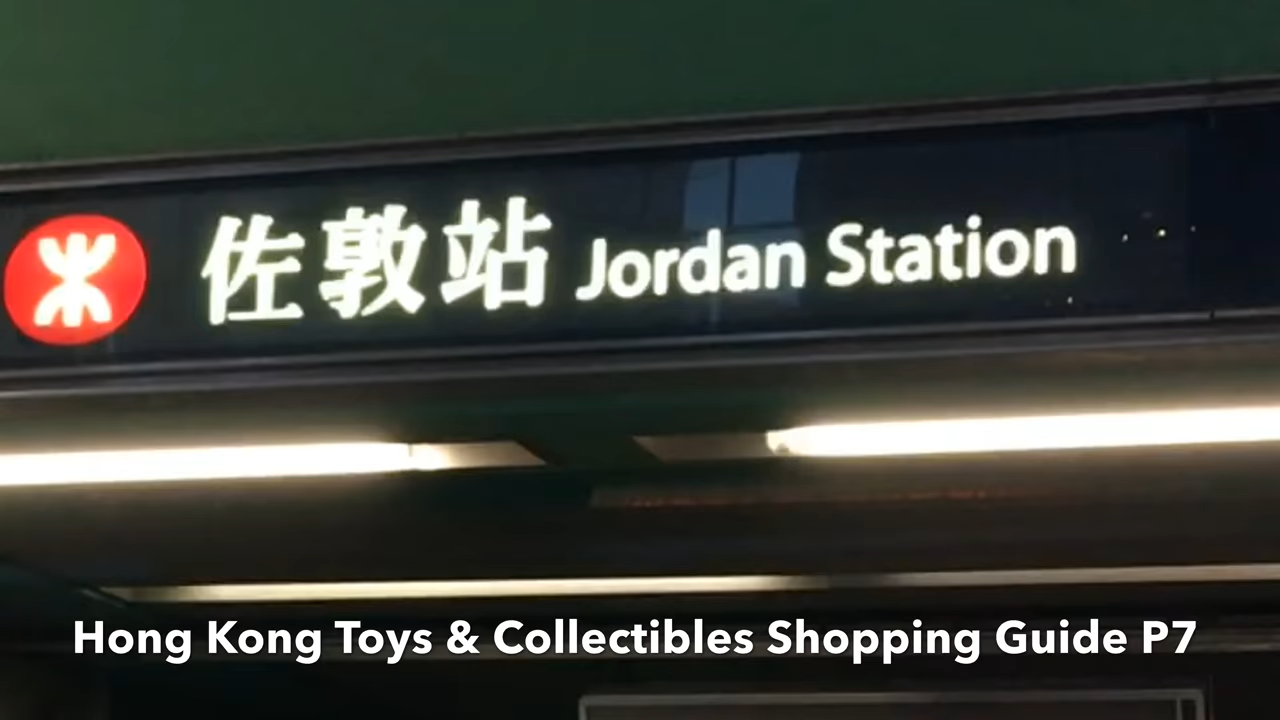 佐敦站 Jordan Station
Hong Kong Toys & Collectibles Shopping Guide P7